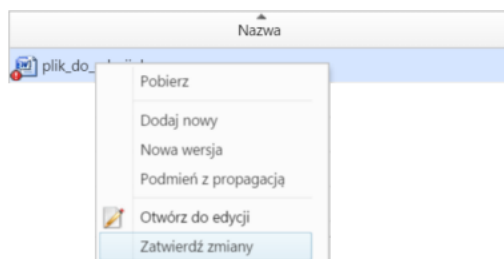 Nazwa
plik_do_
Pobierz
Dodaj nowy
Nowa wersja
Podmień z propagacją
Otwórz do edycji
Zatwierdź zmiany